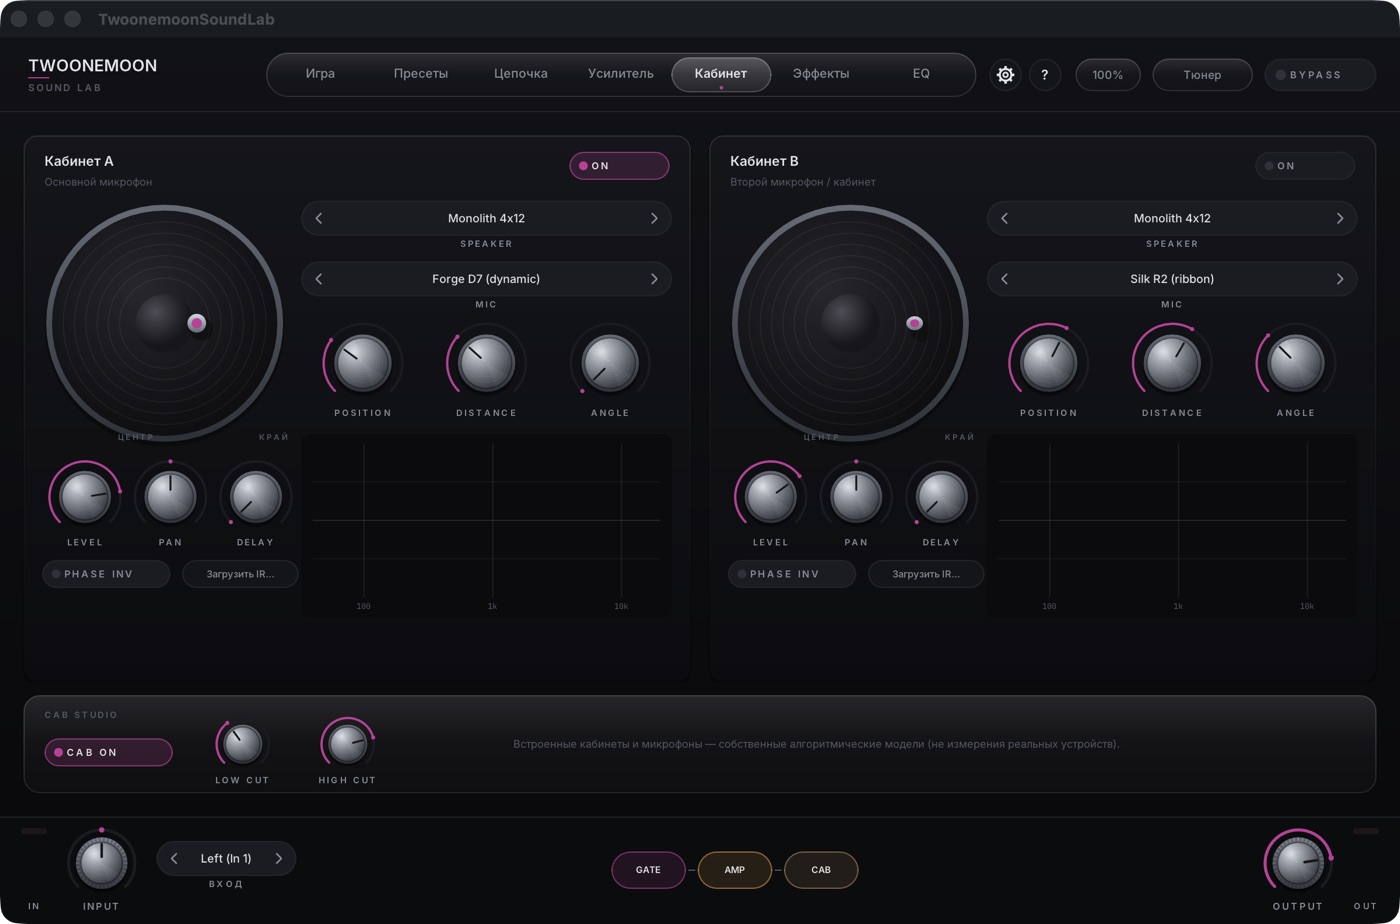 TwoonemoonSoundLab
TWOONEMOON
SOUND LAB
Игра
Пресеты
Цепочка
Усилитель
Кабинет
Эффекты
EQ
?
100%
Тюнер
BYPASS
Кабинет A
Основной микрофон
ON
Monolith 4x12
SPEAKER
Forge D7 (dynamic)
MIC
POSITION
DISTANCE
ANGLE
ЦЕНТР
КРАЙ
LEVEL
PAN
DELAY
PHASE INV
Загрузить IR...
100
1k
10k
Кабинет B
Второй микрофон / кабинет
ON
Monolith 4x12
SPEAKER
Silk R2 (ribbon)
MIC
POSITION
DISTANCE
ANGLE
ЦЕНТР
КРАЙ
LEVEL
PAN
DELAY
PHASE INV
Загрузить IR...
100
1k
10k
CAB STUDIO
CAB ON
LOW CUT
HIGH CUT
Встроенные кабинеты и микрофоны — собственные алгоритмические модели (не измерения реальных устройств).
IN
INPUT
Left (In 1)
ВХОД
GATE
AMP
CAB
OUTPUT
OUT